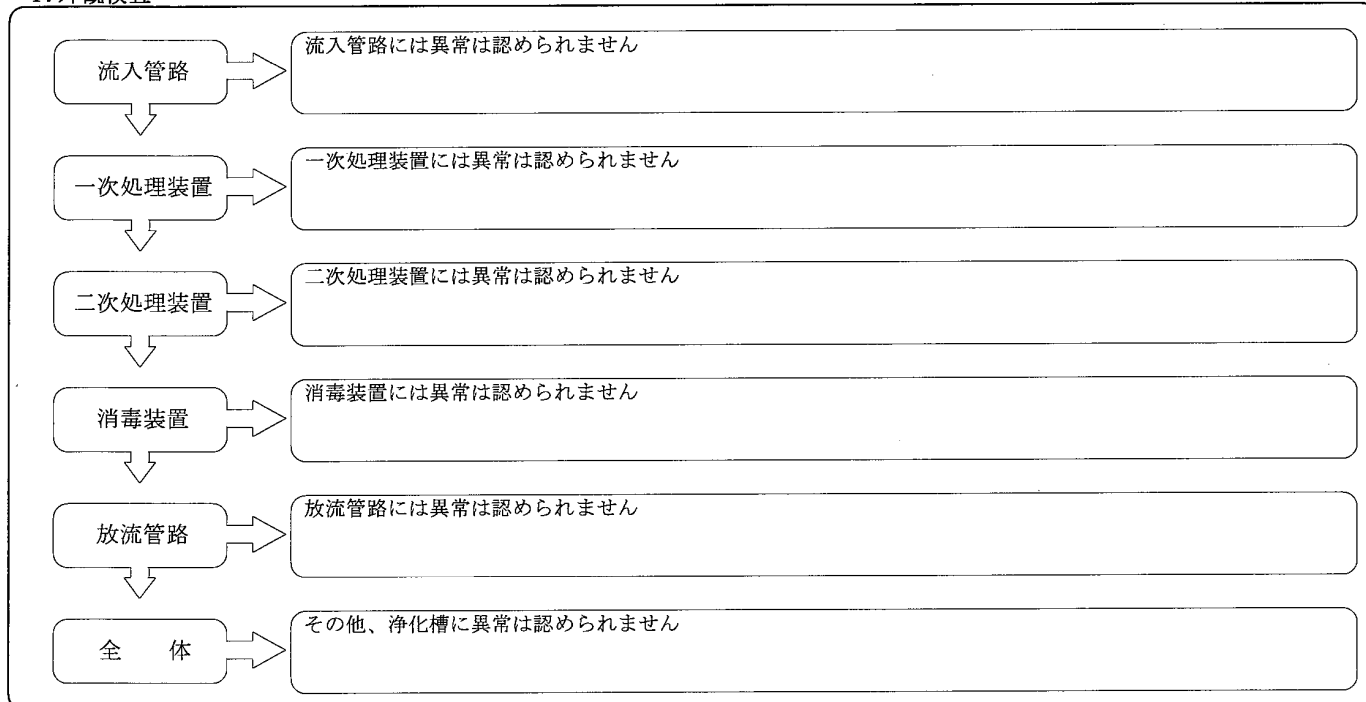 流入管路
流入管路には異常は認められません
一次処理装置
一次処理装置には異常は認められません
二次処理装置
二次処理装置には異常は認められません
消毒装置
消毒装置には異常は認められません
放流管路
放流管路には異常は認められません
全　体
その他、浄化槽に異常は認められません